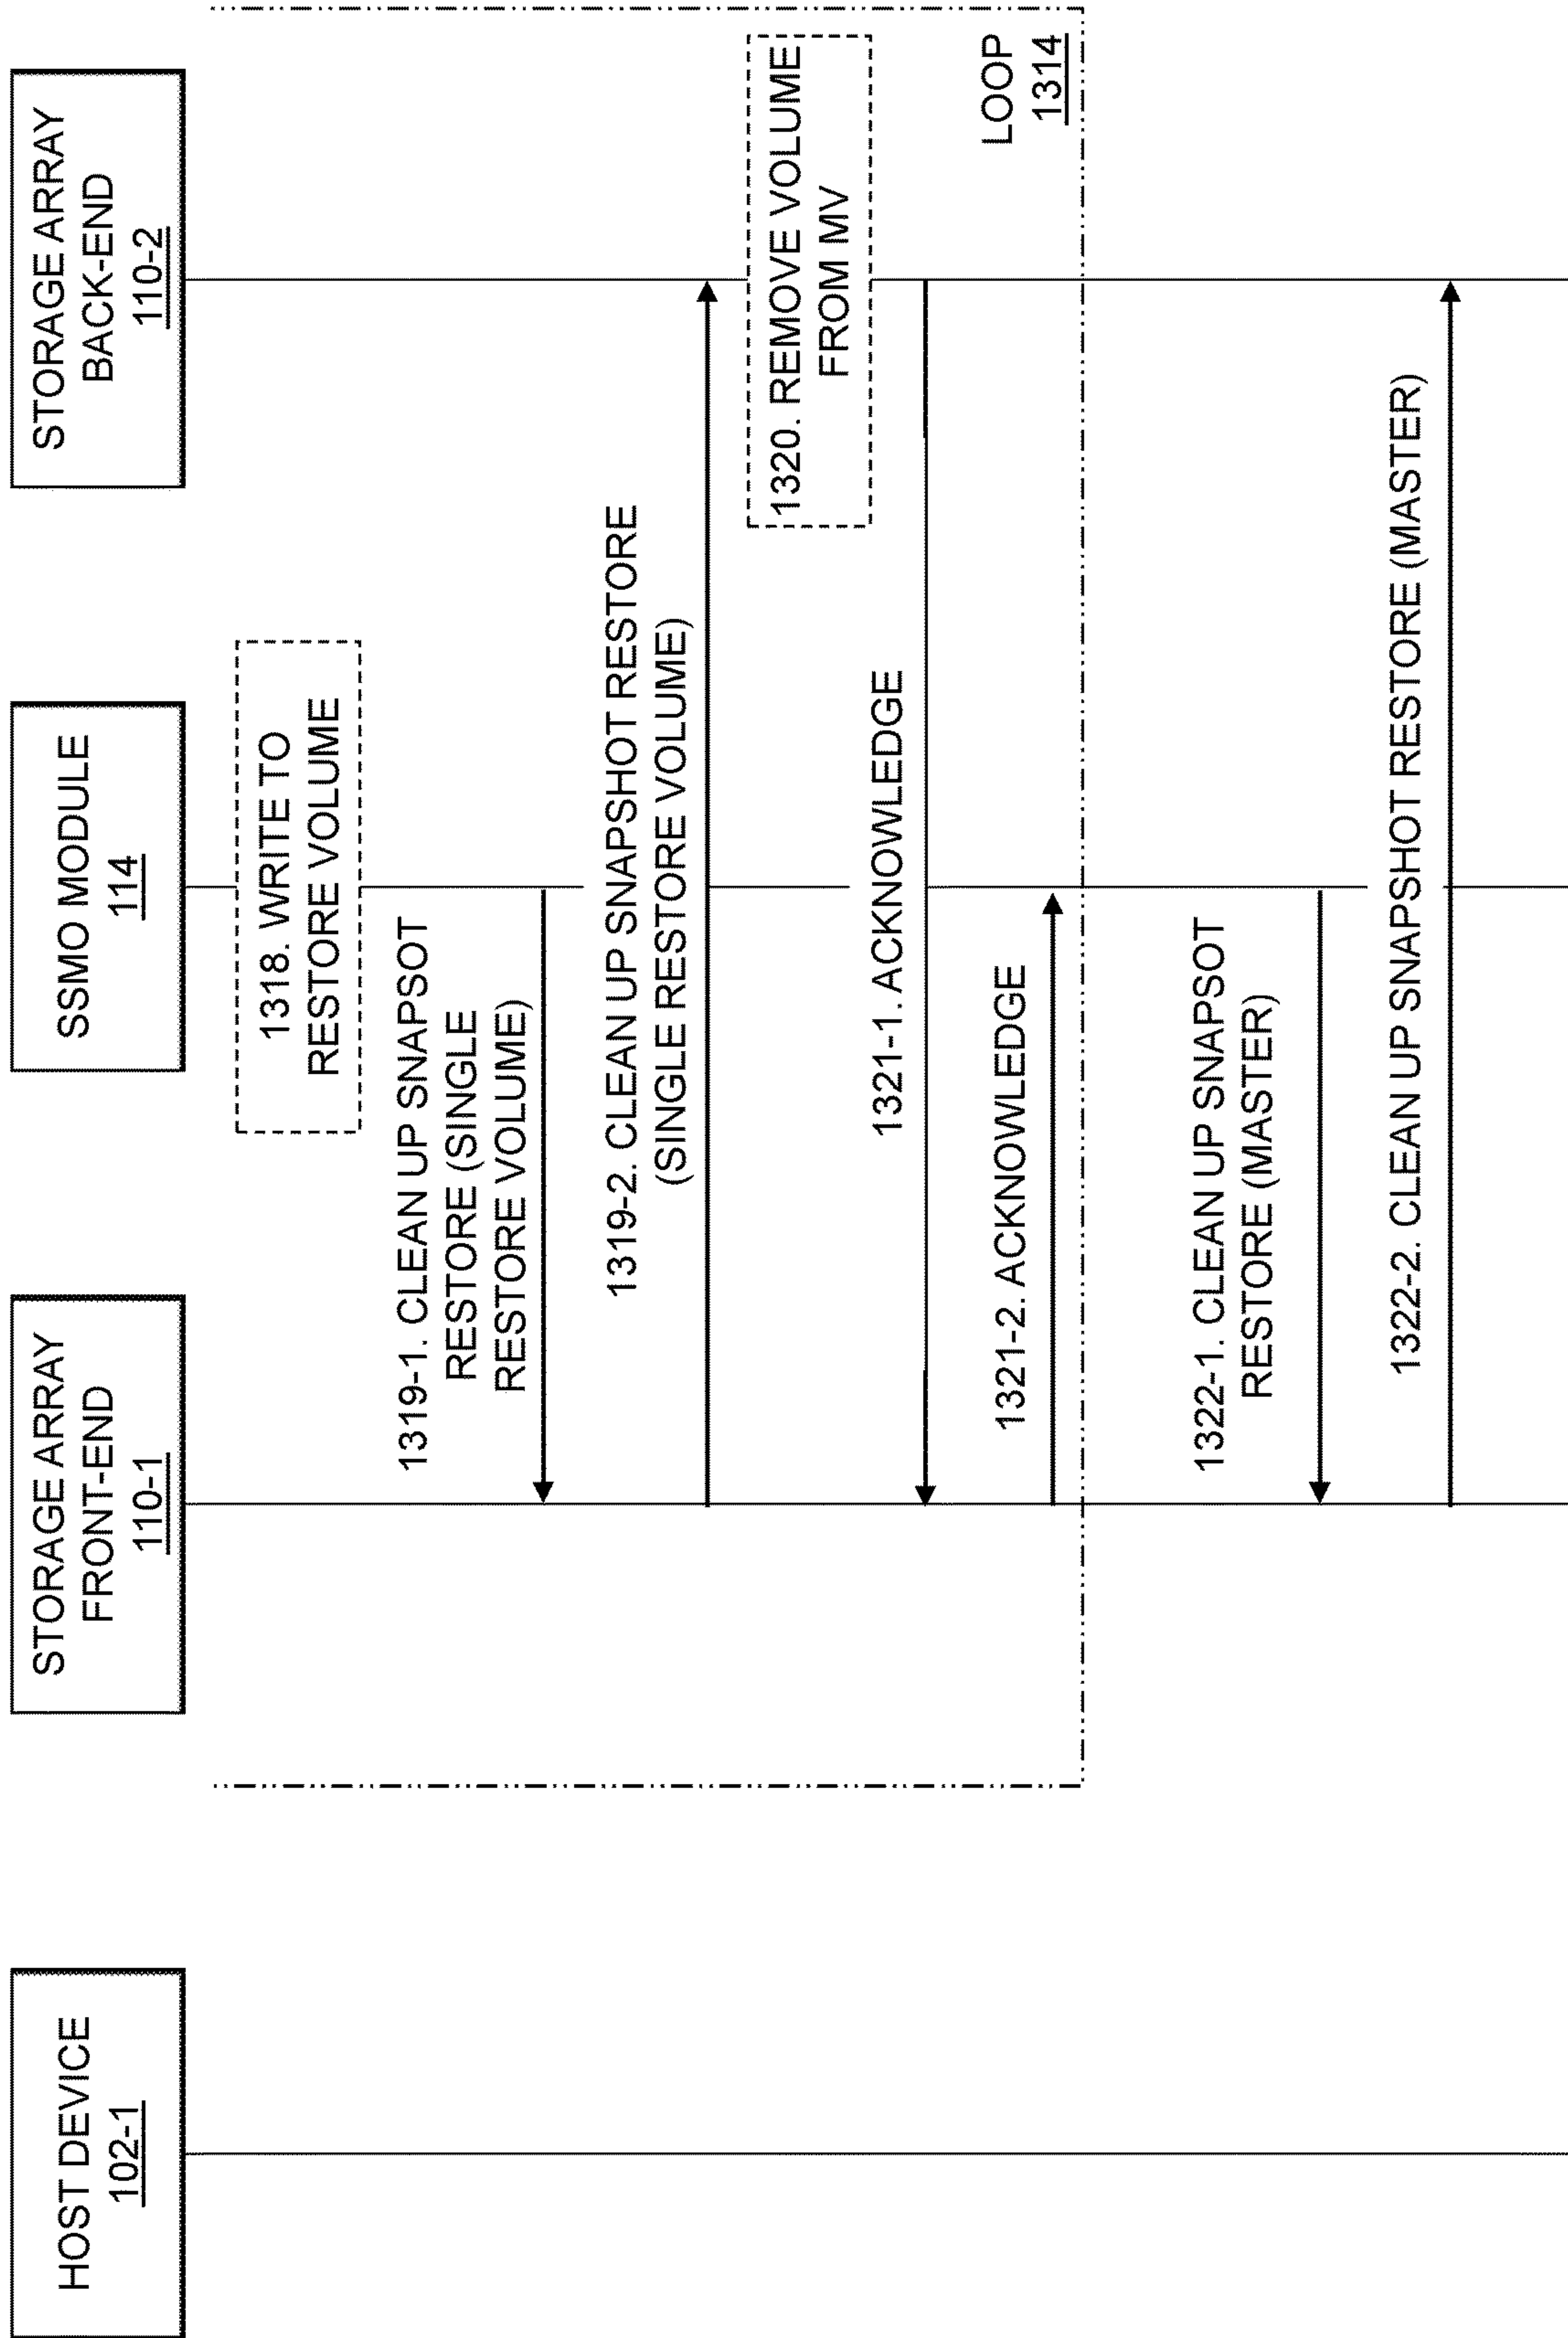 HOST DEVICE
102-1
STORAGE ARRAY
FRONT-END
110-1
SSMO MODULE
114
STORAGE ARRAY
BACK-END
110-2
1318. WRITE TO
RESTORE VOLUME
1319-1. CLEAN UP SNAPSOT
RESTORE (SINGLE
RESTORE VOLUME)
1319-2. CLEAN UP SNAPSHOT RESTORE
(SINGLE RESTORE VOLUME)
1320. REMOVE VOLUME
FROM MV
1321-1. ACKNOWLEDGE
1321-2. ACKNOWLEDGE
LOOP
1314
1322-1. CLEAN UP SNAPSOT
RESTORE (MASTER)
1322-2. CLEAN UP SNAPSHOT RESTORE (MASTER)